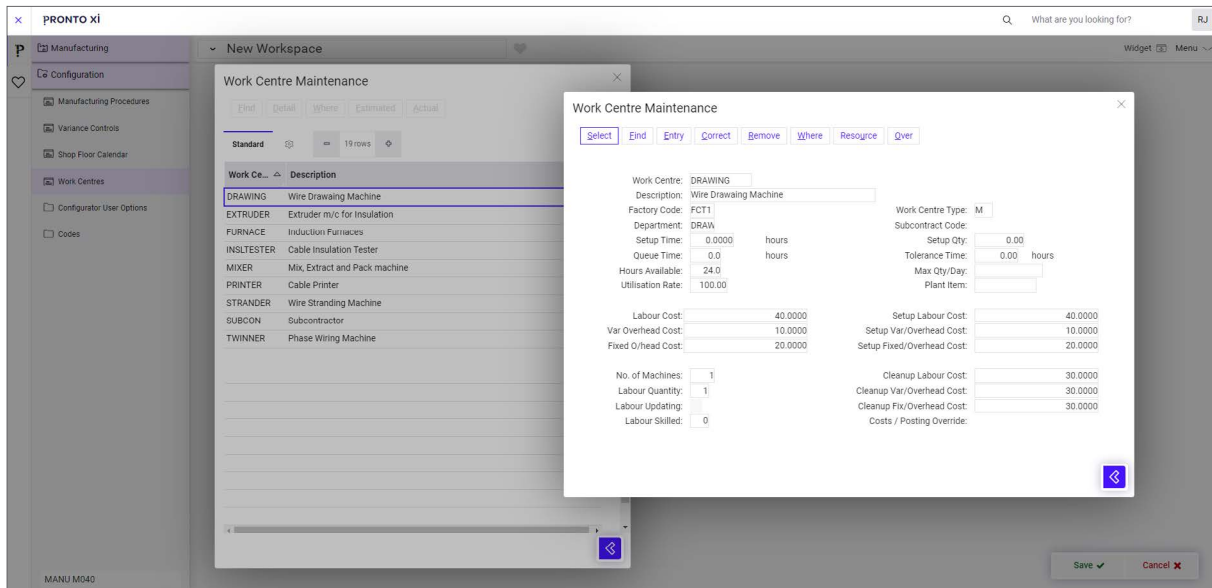 PRONTO Xi
What are you looking for?
RJ
P
Manufacturing
New Workspace
Widget
Menu
Configuration
Manufacturing Procedures
Variance Controls
Shop Floor Calendar
Work Centres
Configurator User Options
Codes
MANU M040
Work Centre Maintenance
Find Detail Where Estimated Actual
Standard 19 rows
Work Ce... Description
DRAWING Wire Drawaing Machine
EXTRUDER Extruder m/c for Insulation
FURNACE Induction Furnaces
INSLTESTER Cable Insulation Tester
MIXER Mix, Extract and Pack machine
PRINTER Cable Printer
STRANDER Wire Stranding Machine
SUBCON Subcontractor
TWINNER Phase Wiring Machine
Work Centre Maintenance
Select Find Entry Correct Remove Where Resource Over
Work Centre: DRAWING
Description: Wire Drawaing Machine
Factory Code: FCT1 Work Centre Type: M
Department: DRAW Subcontract Code:
Setup Time: 0.0000 hours Setup Qty: 0.00
Queue Time: 0.0 hours Tolerance Time: 0.00 hours
Hours Available: 24.0 Max Qty/Day:
Utilisation Rate: 100.00 Plant Item:
Labour Cost: 40.0000 Setup Labour Cost: 40.0000
Var Overhead Cost: 10.0000 Setup Var/Overhead Cost: 10.0000
Fixed O/head Cost: 20.0000 Setup Fixed/Overhead Cost: 20.0000
No. of Machines: 1 Cleanup Labour Cost: 30.0000
Labour Quantity: 1 Cleanup Var/Overhead Cost: 30.0000
Labour Updating: Cleanup Fix/Overhead Cost: 30.0000
Labour Skilled: 0 Costs / Posting Override:
Save Cancel